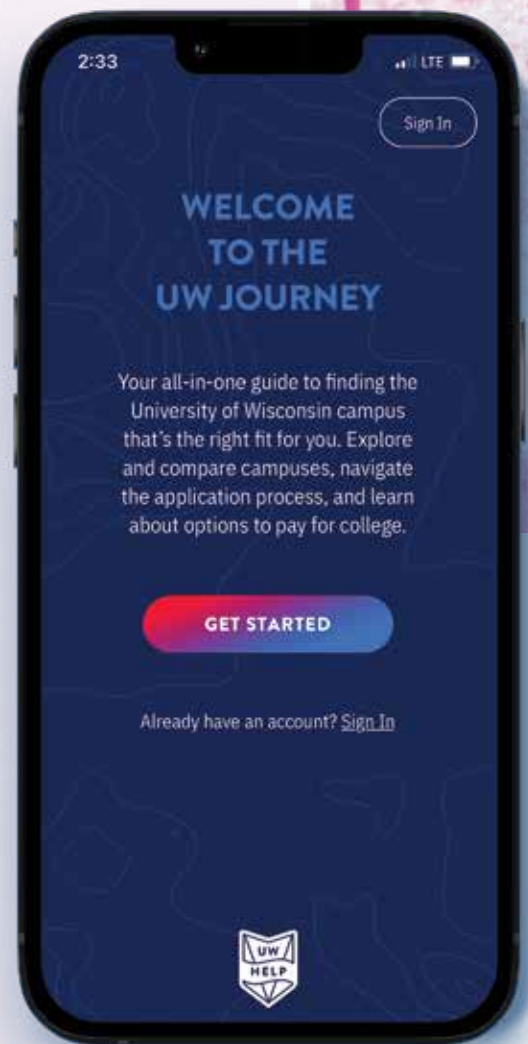 2:33
LTE
Sign In
WELCOME
TO THE
UW JOURNEY
Your all-in-one guide to finding the
University of Wisconsin campus
that’s the right fit for you. Explore
and compare campuses, navigate
the application process, and learn
about options to pay for college.
GET STARTED
Already have an account? Sign In
UW
HELP